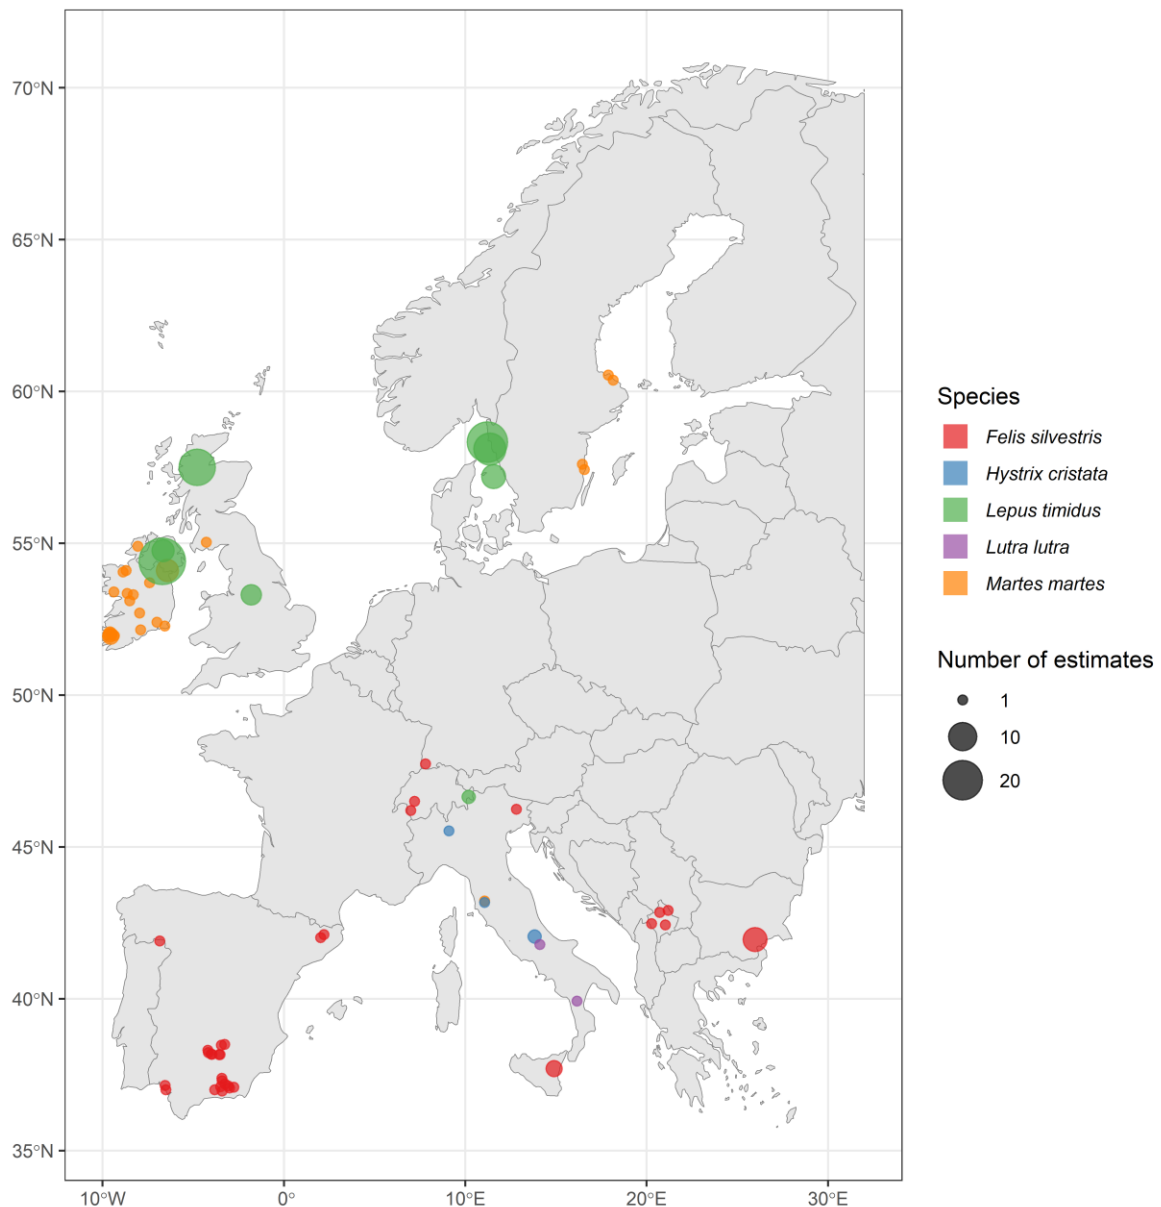 70°N
65°N
60°N
55°N
50°N
45°N
40°N
35°N
10°W
0°
10°E
20°E
30°E
Species
Felis silvestris
Hystrix cristata
Lepus timidus
Lutra lutra
Martes martes
Number of estimates
1
10
20